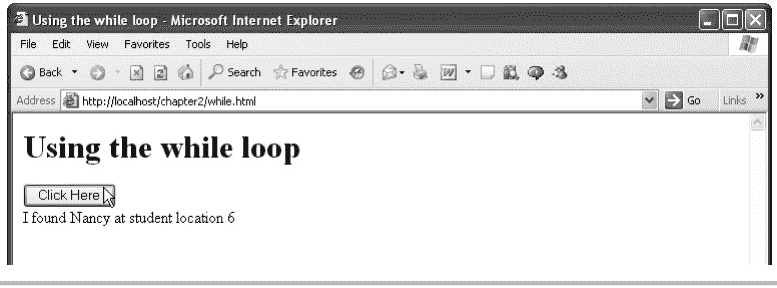 Using the while loop - Microsoft Internet Explorer
File Edit View Favorites Tools Help
Back Search Favorites
Address http://localhost/chapter2/while.html Go Links »
Using the while loop
Click Here
I found Nancy at student location 6